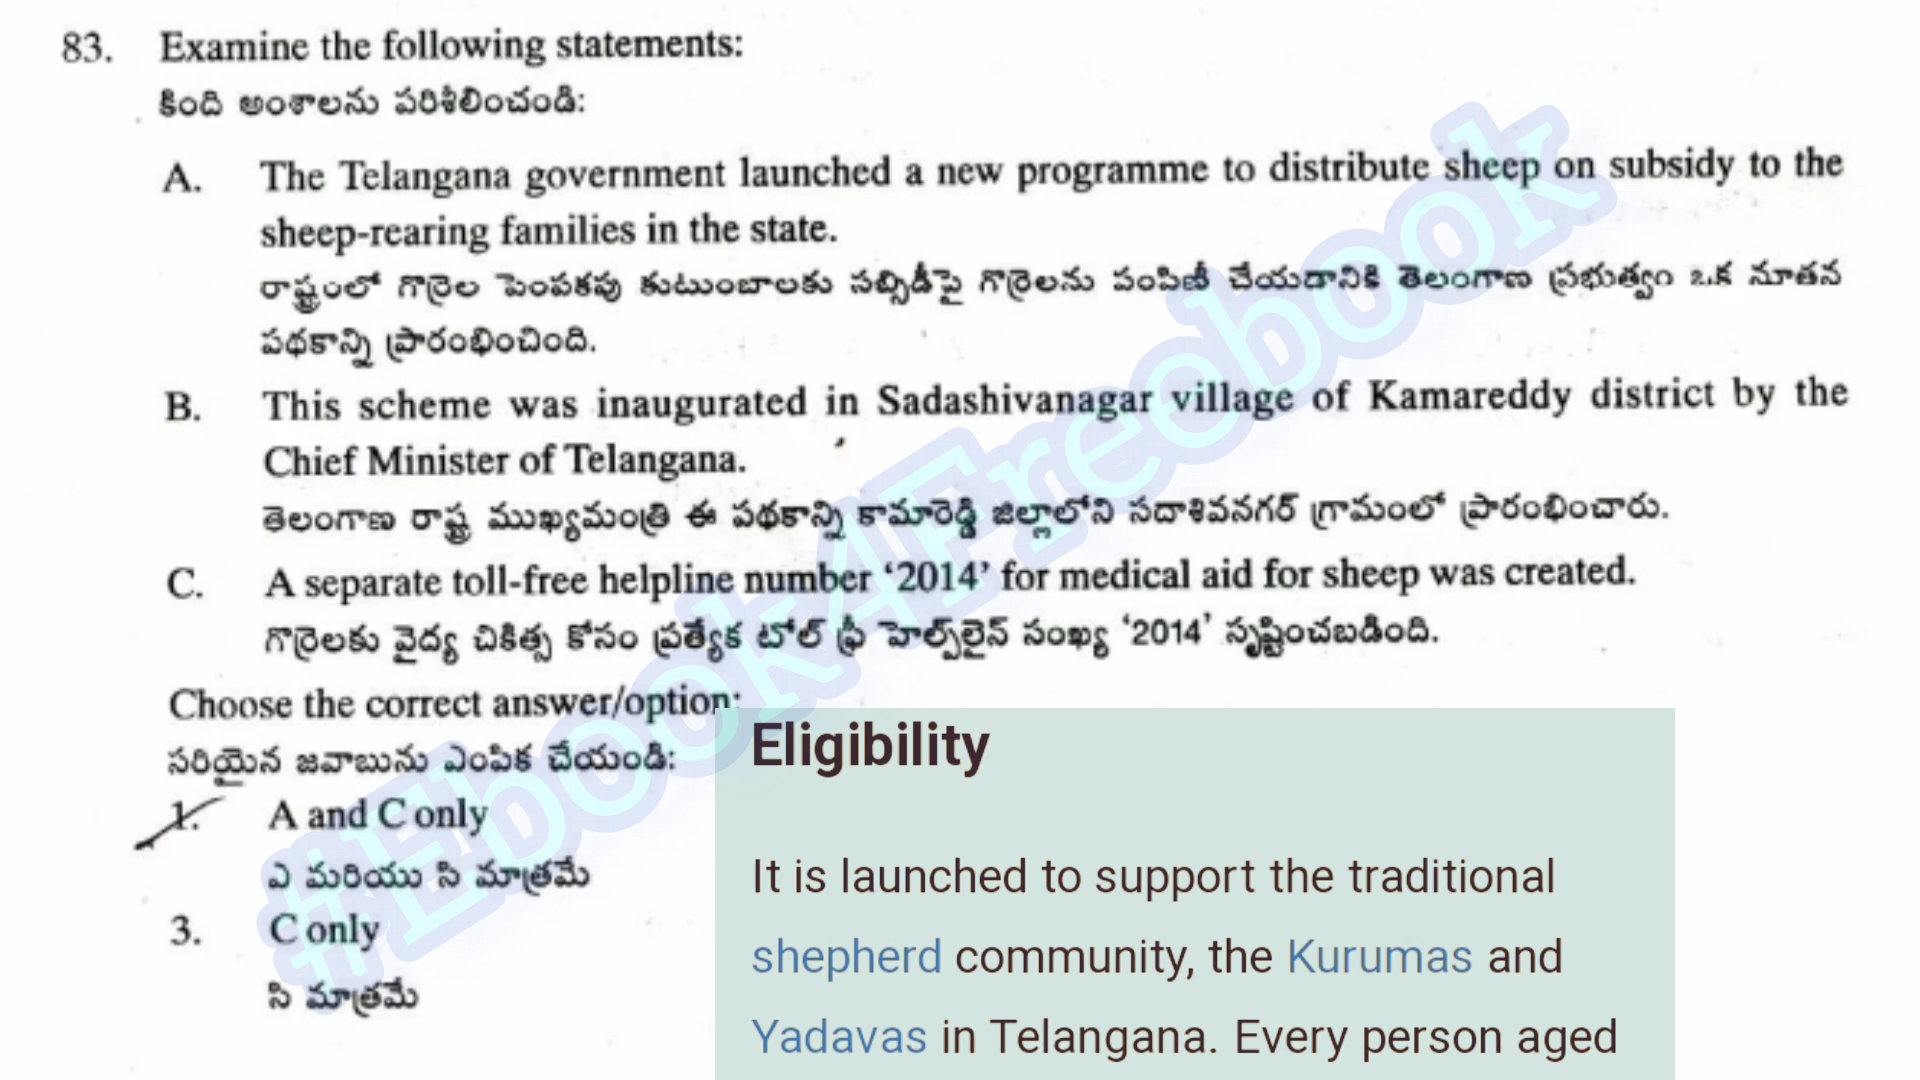 83. Examine the following statements:
కింది అంశాలను పరిశీలించండి:
A. The Telangana government launched a new programme to distribute sheep on subsidy to the
sheep-rearing families in the state.
రాష్ట్రంలో గొర్రెల పెంపకపు కుటుంబాలకు సబ్సిడీపై గొర్రెలను పంపిణీ చేయడానికి తెలంగాణ ప్రభుత్వం ఒక నూతన
పథకాన్ని ప్రారంభించింది.
B. This scheme was inaugurated in Sadashivanagar village of Kamareddy district by the
Chief Minister of Telangana.
తెలంగాణ రాష్ట్ర ముఖ్యమంత్రి ఈ పథకాన్ని కామారెడ్డి జిల్లాలోని సదాశివనగర్ గ్రామంలో ప్రారంభించారు.
C. A separate toll-free helpline number ‘2014’ for medical aid for sheep was created.
గొర్రెలకు వైద్య చికిత్స కోసం ప్రత్యేక టోల్ ఫ్రీ హెల్ప్‌లైన్ సంఖ్య ‘2014’ సృష్టించబడింది.
Choose the correct answer/option:
సరియైన జవాబును ఎంపిక చేయండి:
1. A and C only
ఎ మరియు సి మాత్రమే
3. C only
సి మాత్రమే
Eligibility
It is launched to support the traditional
shepherd community, the Kurumas and
Yadavas in Telangana. Every person aged
#Ebook4Freebook